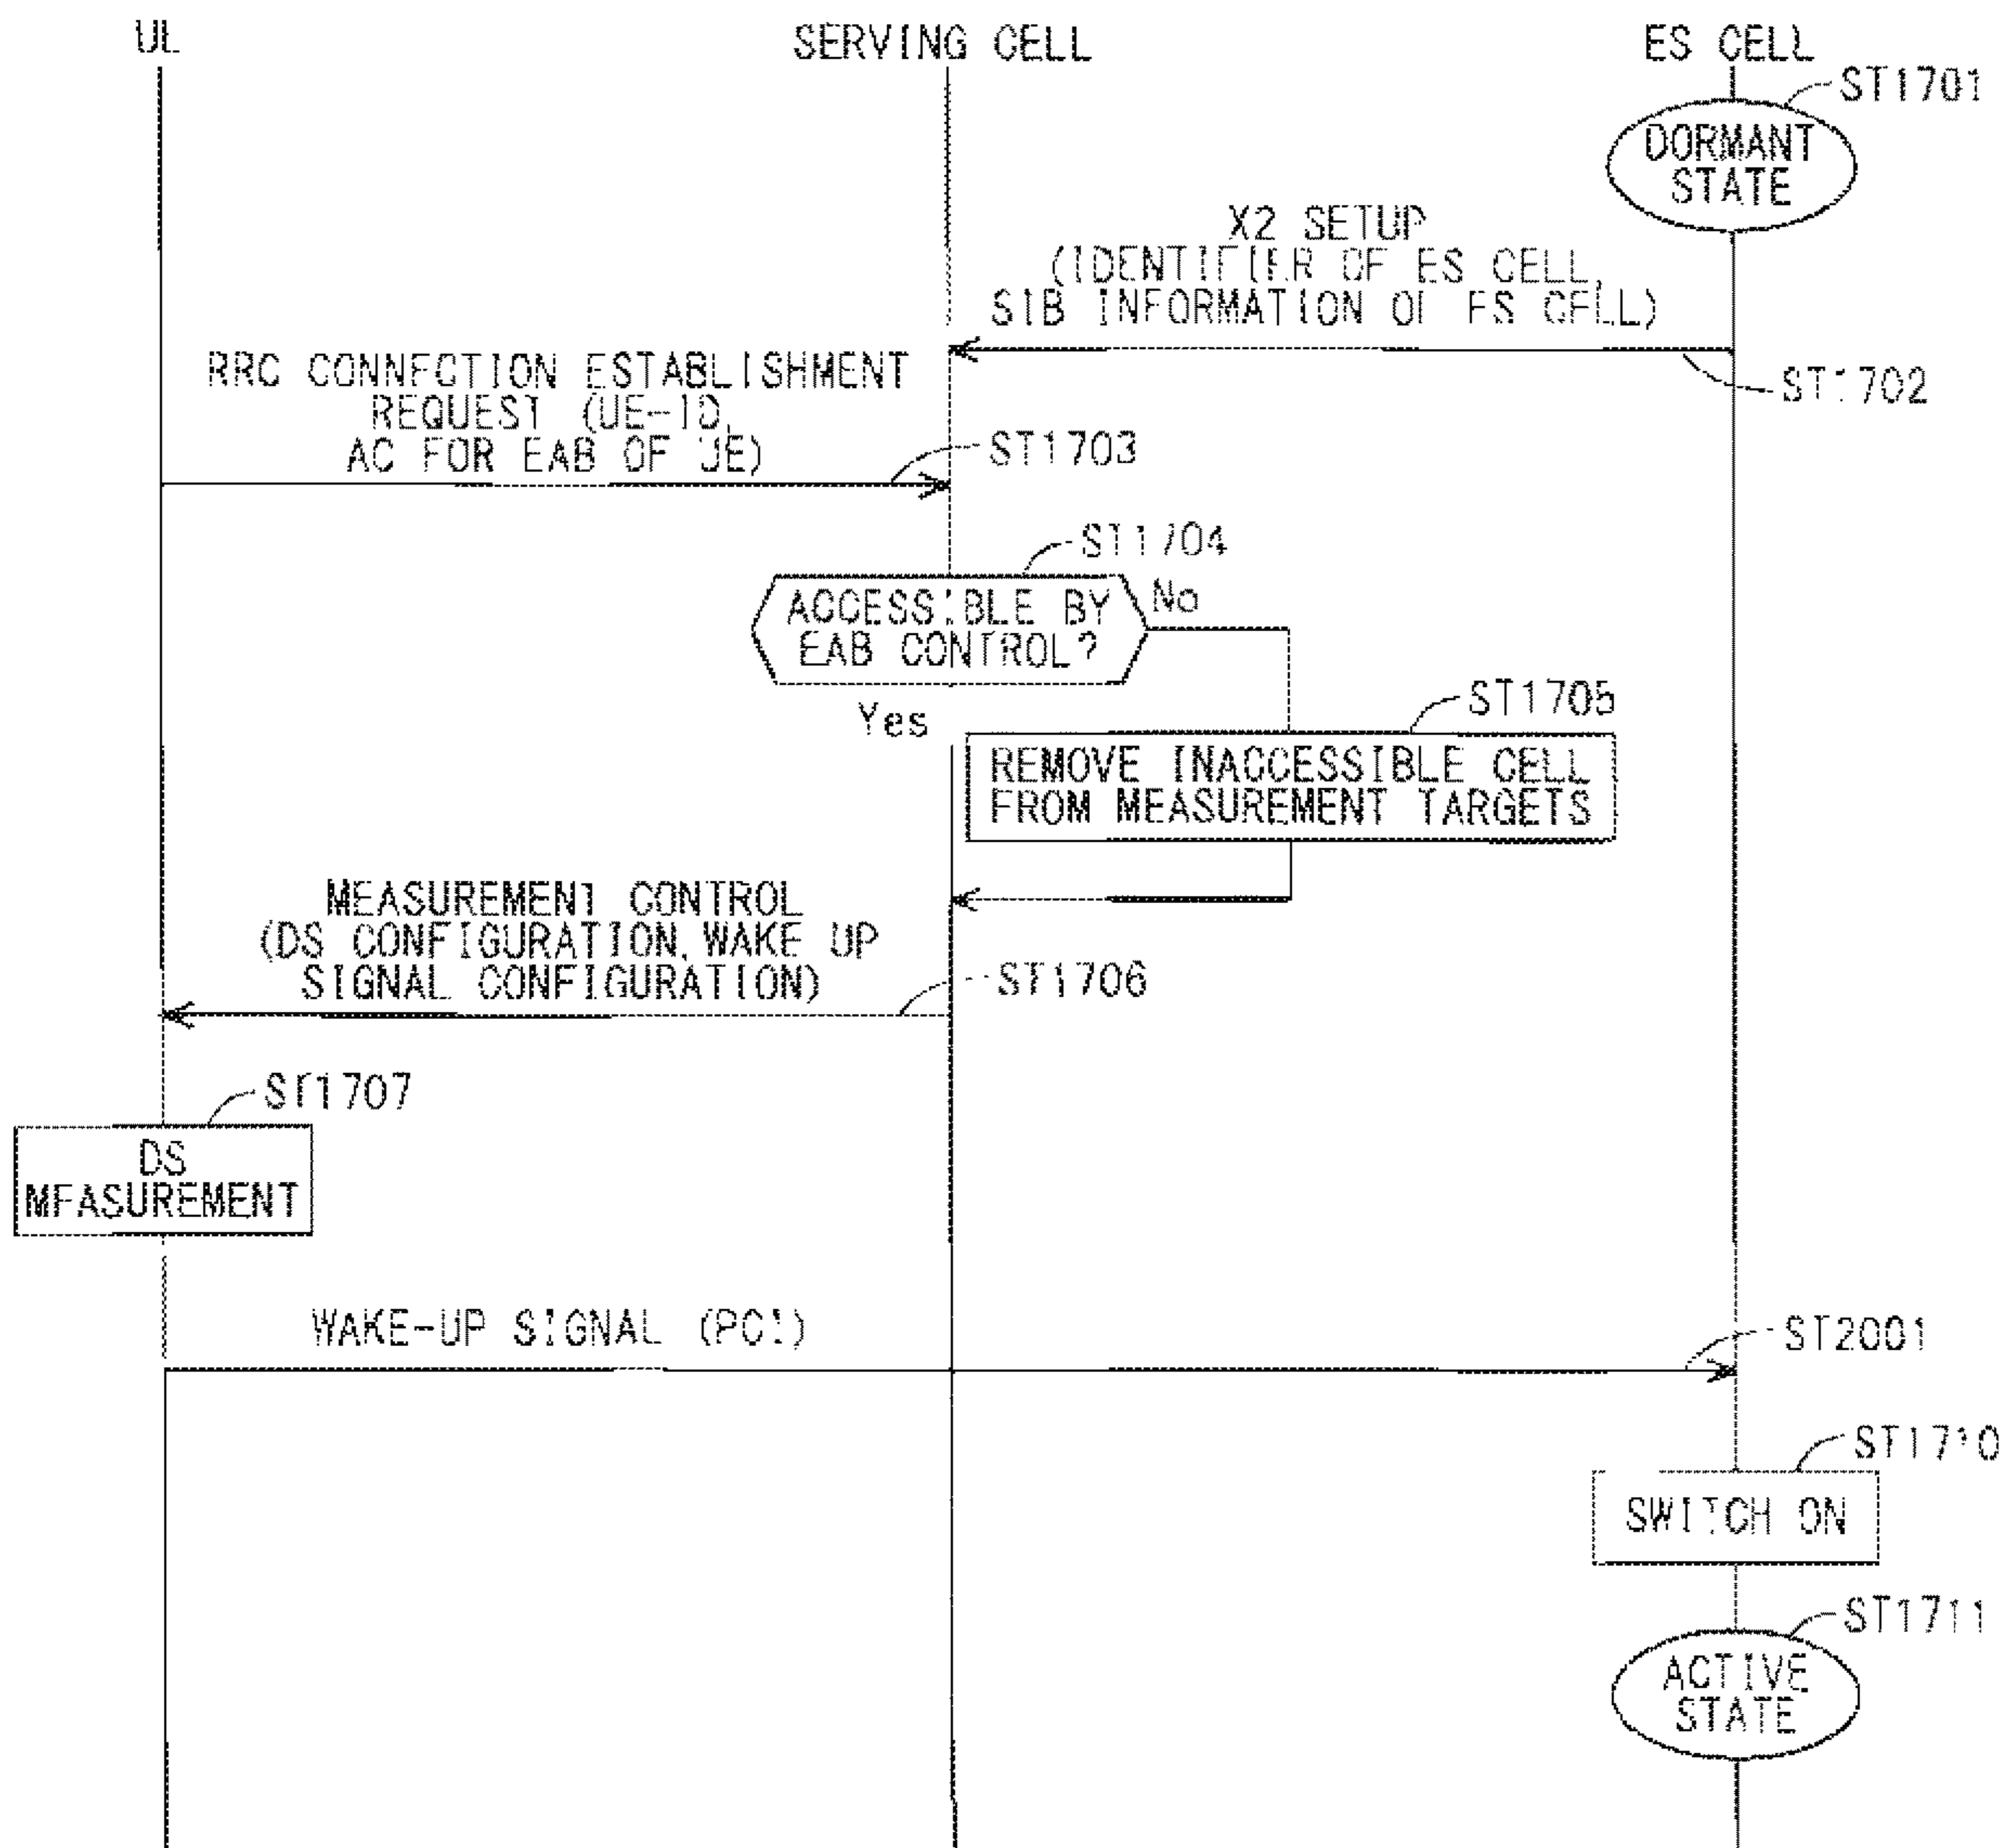 UE
SERVING CELL
ES CELL
ST1701
DORMANT
STATE
X2 SETUP
(IDENTIFIER OF ES CELL,
SIB INFORMATION OF ES CELL)
ST1702
RRC CONNECTION ESTABLISHMENT
REQUEST (UE-ID,
AC FOR EAB OF UE)
ST1703
ST1704
ACCESSIBLE BY
EAB CONTROL?
No
Yes
ST1705
REMOVE INACCESSIBLE CELL
FROM MEASUREMENT TARGETS
MEASUREMENT CONTROL
(DS CONFIGURATION, WAKE UP
SIGNAL CONFIGURATION)
ST1706
ST1707
DS
MEASUREMENT
WAKE-UP SIGNAL (PCI)
ST2001
ST1710
SWITCH ON
ST1711
ACTIVE
STATE